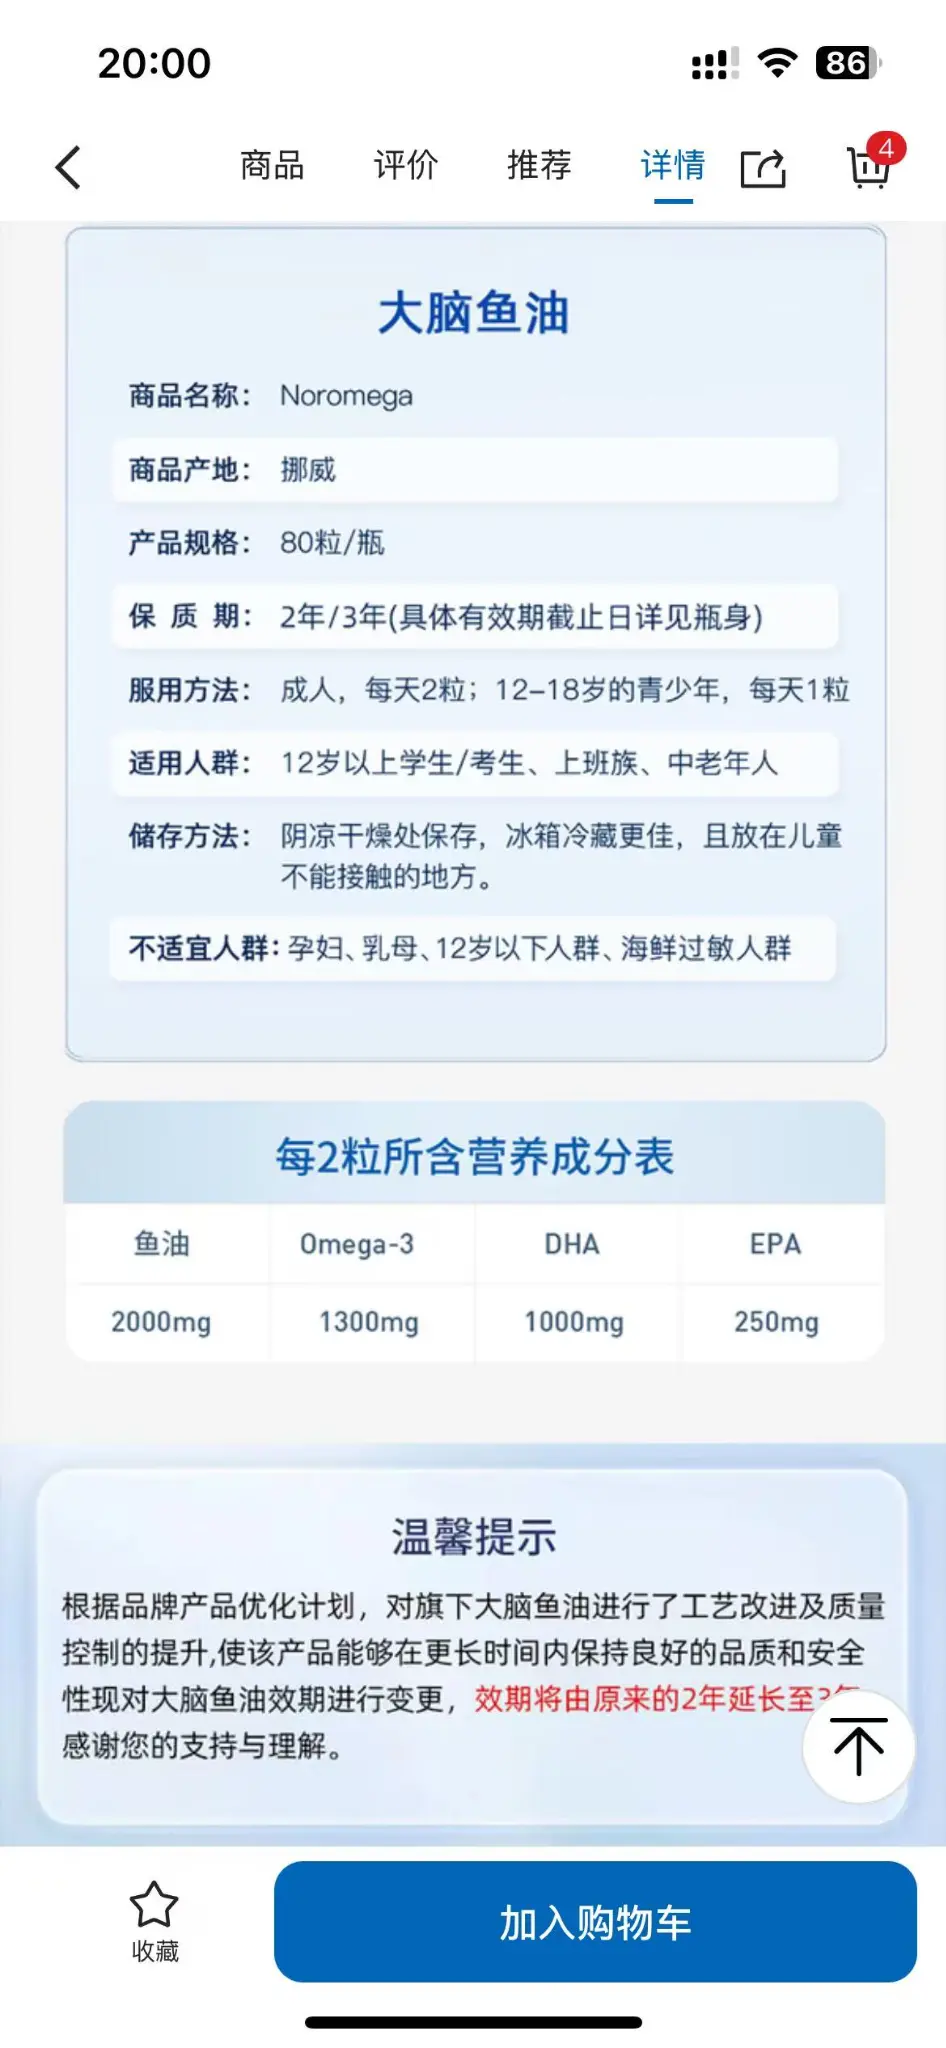 20:00
86
商品 评价 推荐 详情
4
大脑鱼油
商品名称： Noromega
商品产地： 挪威
产品规格： 80粒/瓶
保 质 期： 2年/3年(具体有效期截止日详见瓶身)
服用方法： 成人，每天2粒；12-18岁的青少年，每天1粒
适用人群： 12岁以上学生/考生、上班族、中老年人
储存方法： 阴凉干燥处保存，冰箱冷藏更佳，且放在儿童
不能接触的地方。
不适宜人群：孕妇、乳母、12岁以下人群、海鲜过敏人群
每2粒所含营养成分表
鱼油 Omega-3 DHA EPA
2000mg 1300mg 1000mg 250mg
温馨提示
根据品牌产品优化计划，对旗下大脑鱼油进行了工艺改进及质量
控制的提升,使该产品能够在更长时间内保持良好的品质和安全
性现对大脑鱼油效期进行变更，效期将由原来的2年延长至3年
感谢您的支持与理解。
收藏
加入购物车